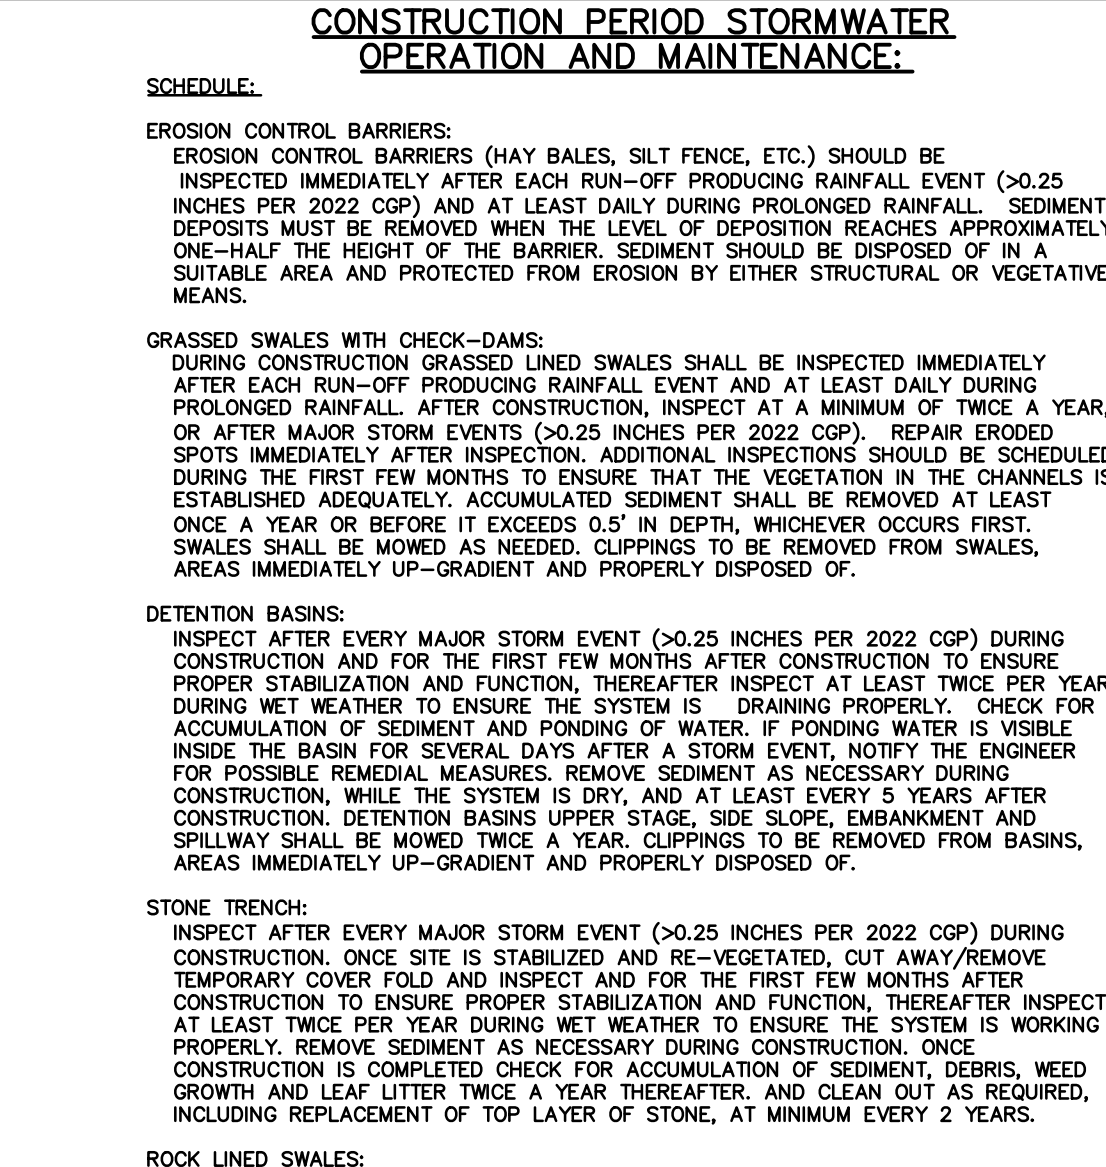 CONSTRUCTION PERIOD STORMWATER
OPERATION AND MAINTENANCE:
SCHEDULE:
EROSION CONTROL BARRIERS:
EROSION CONTROL BARRIERS (HAY BALES, SILT FENCE, ETC.) SHOULD BE
INSPECTED IMMEDIATELY AFTER EACH RUN-OFF PRODUCING RAINFALL EVENT (>0.25
INCHES PER 2022 CGP) AND AT LEAST DAILY DURING PROLONGED RAINFALL. SEDIMENT
DEPOSITS MUST BE REMOVED WHEN THE LEVEL OF DEPOSITION REACHES APPROXIMATELY
ONE-HALF THE HEIGHT OF THE BARRIER. SEDIMENT SHOULD BE DISPOSED OF IN A
SUITABLE AREA AND PROTECTED FROM EROSION BY EITHER STRUCTURAL OR VEGETATIVE
MEANS.
GRASSED SWALES WITH CHECK-DAMS:
DURING CONSTRUCTION GRASSED LINED SWALES SHALL BE INSPECTED IMMEDIATELY
AFTER EACH RUN-OFF PRODUCING RAINFALL EVENT AND AT LEAST DAILY DURING
PROLONGED RAINFALL. AFTER CONSTRUCTION, INSPECT AT A MINIMUM OF TWICE A YEAR,
OR AFTER MAJOR STORM EVENTS (>0.25 INCHES PER 2022 CGP). REPAIR ERODED
SPOTS IMMEDIATELY AFTER INSPECTION. ADDITIONAL INSPECTIONS SHOULD BE SCHEDULED
DURING THE FIRST FEW MONTHS TO ENSURE THAT THE VEGETATION IN THE CHANNELS IS
ESTABLISHED ADEQUATELY. ACCUMULATED SEDIMENT SHALL BE REMOVED AT LEAST
ONCE A YEAR OR BEFORE IT EXCEEDS 0.5' IN DEPTH, WHICHEVER OCCURS FIRST.
SWALES SHALL BE MOWED AS NEEDED. CLIPPINGS TO BE REMOVED FROM SWALES,
AREAS IMMEDIATELY UP-GRADIENT AND PROPERLY DISPOSED OF.
DETENTION BASINS:
INSPECT AFTER EVERY MAJOR STORM EVENT (>0.25 INCHES PER 2022 CGP) DURING
CONSTRUCTION AND FOR THE FIRST FEW MONTHS AFTER CONSTRUCTION TO ENSURE
PROPER STABILIZATION AND FUNCTION, THEREAFTER INSPECT AT LEAST TWICE PER YEAR
DURING WET WEATHER TO ENSURE THE SYSTEM IS DRAINING PROPERLY. CHECK FOR
ACCUMULATION OF SEDIMENT AND PONDING OF WATER. IF PONDING WATER IS VISIBLE
INSIDE THE BASIN FOR SEVERAL DAYS AFTER A STORM EVENT, NOTIFY THE ENGINEER
FOR POSSIBLE REMEDIAL MEASURES. REMOVE SEDIMENT AS NECESSARY DURING
CONSTRUCTION, WHILE THE SYSTEM IS DRY, AND AT LEAST EVERY 5 YEARS AFTER
CONSTRUCTION. DETENTION BASINS UPPER STAGE, SIDE SLOPE, EMBANKMENT AND
SPILLWAY SHALL BE MOWED TWICE A YEAR. CLIPPINGS TO BE REMOVED FROM BASINS,
AREAS IMMEDIATELY UP-GRADIENT AND PROPERLY DISPOSED OF.
STONE TRENCH:
INSPECT AFTER EVERY MAJOR STORM EVENT (>0.25 INCHES PER 2022 CGP) DURING
CONSTRUCTION. ONCE SITE IS STABILIZED AND RE-VEGETATED, CUT AWAY/REMOVE
TEMPORARY COVER FOLD AND INSPECT AND FOR THE FIRST FEW MONTHS AFTER
CONSTRUCTION TO ENSURE PROPER STABILIZATION AND FUNCTION, THEREAFTER INSPECT
AT LEAST TWICE PER YEAR DURING WET WEATHER TO ENSURE THE SYSTEM IS WORKING
PROPERLY. REMOVE SEDIMENT AS NECESSARY DURING CONSTRUCTION. ONCE
CONSTRUCTION IS COMPLETED CHECK FOR ACCUMULATION OF SEDIMENT, DEBRIS, WEED
GROWTH AND LEAF LITTER TWICE A YEAR THEREAFTER. AND CLEAN OUT AS REQUIRED,
INCLUDING REPLACEMENT OF TOP LAYER OF STONE, AT MINIMUM EVERY 2 YEARS.
ROCK LINED SWALES: